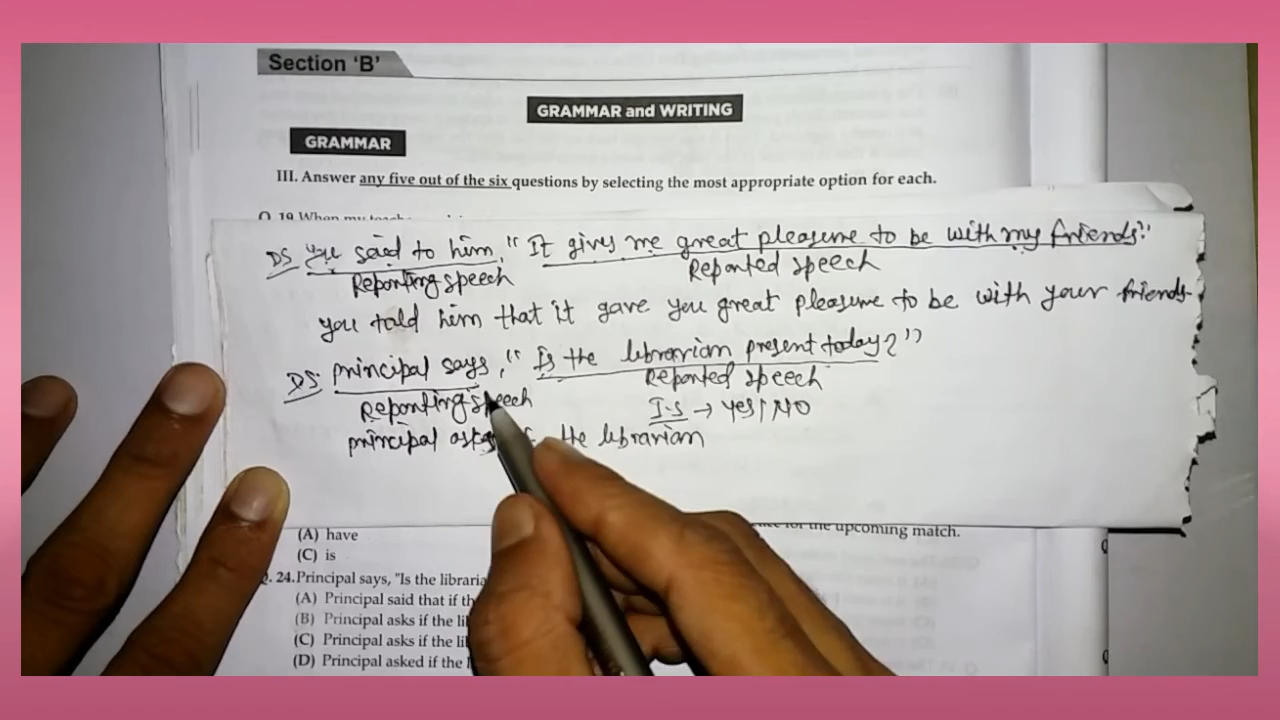 Section 'B'
GRAMMAR and WRITING
GRAMMAR
III. Answer any five out of the six questions by selecting the most appropriate option for each.
Q. 19. When my
DS You said to him, "It gives me great pleasure to be with my friends."
Reporting speech Reported speech
you told him that it gave you great pleasure to be with your friends
DS: principal says, "Is the librarian present today?"
Reporting speech Reported speech
I.S → Yes/No
principal asks the librarian
for the upcoming match.
(A) have
(C) is
Q. 24. Principal says, "Is the libraria
(A) Principal said that if th
(B) Principal asks if the li
(C) Principal asks if the li
(D) Principal asked if the